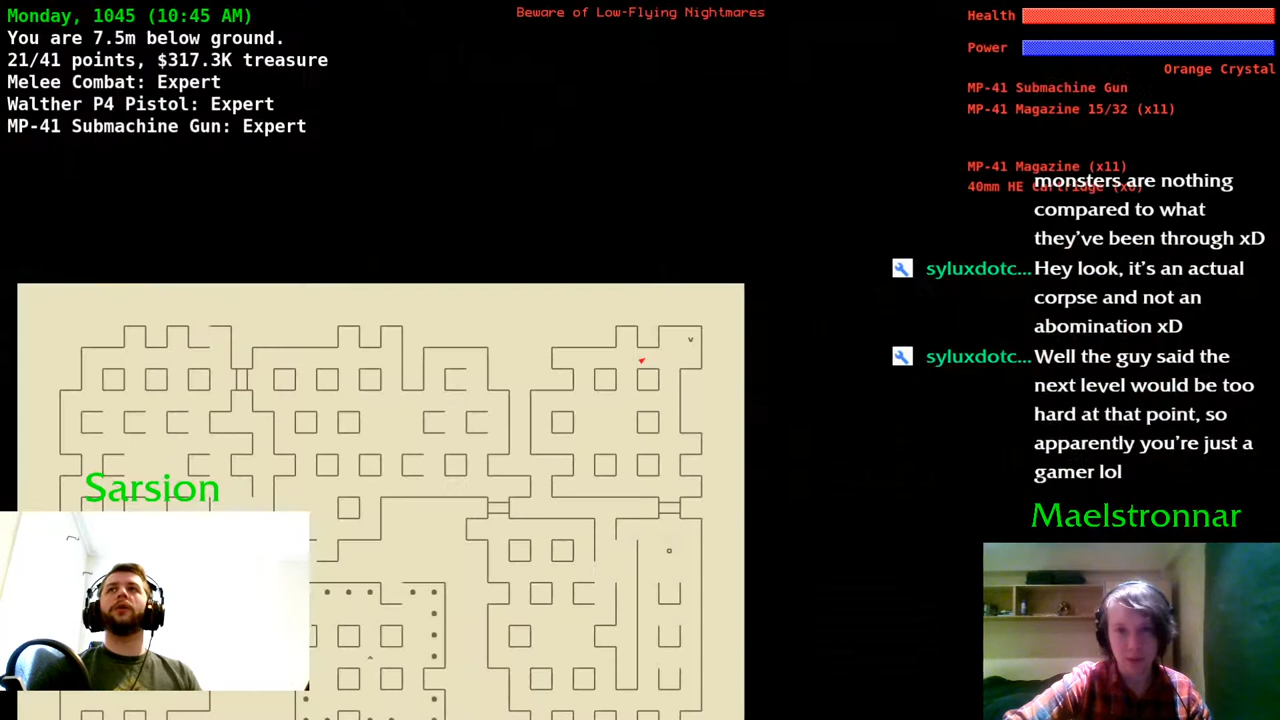 Monday, 1045 (10:45 AM)
You are 7.5m below ground.
21/41 points, $317.3K treasure
Melee Combat: Expert
Walther P4 Pistol: Expert
MP-41 Submachine Gun: Expert
Beware of Low-Flying Nightmares
Health
Power
Orange Crystal
MP-41 Submachine Gun
MP-41 Magazine 15/32 (x11)
MP-41 Magazine (x11)
40mm HE Cartridge
monsters are nothing
compared to what
they've been through xD
syluxdotc... Hey look, it's an actual
corpse and not an
abomination xD
syluxdotc... Well the guy said the
next level would be too
hard at that point, so
apparently you're just a
gamer lol
Sarsion
Maelstronnar